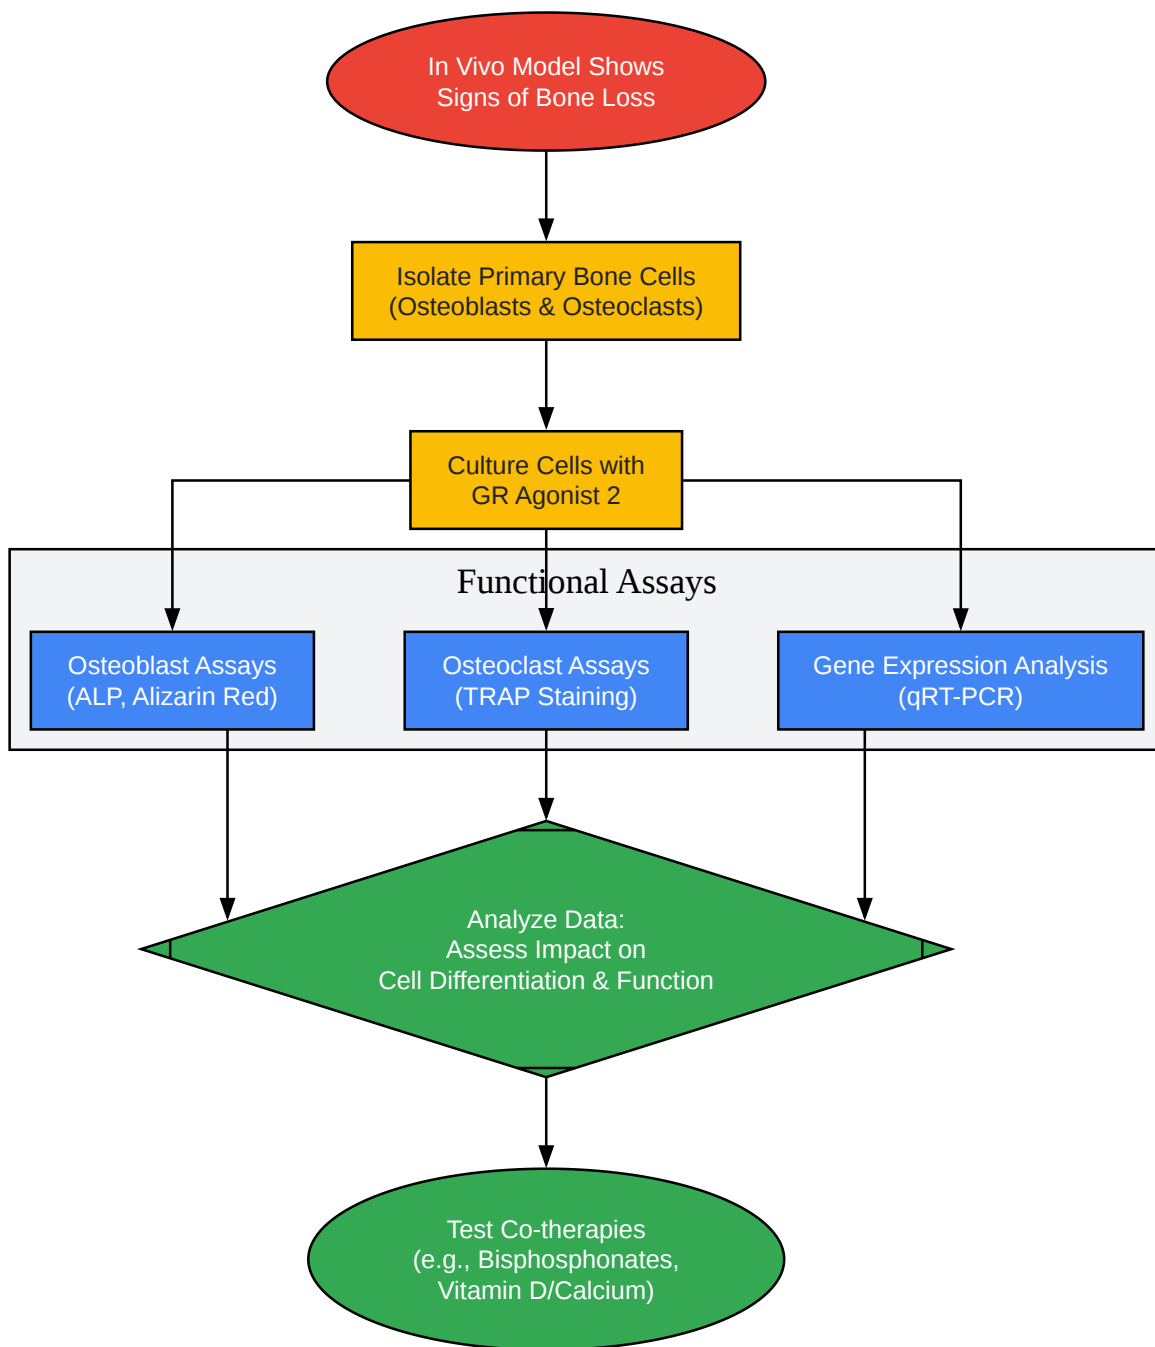 In Vivo Model Shows
Signs of Bone Loss
Isolate Primary Bone Cells
(Osteoblasts & Osteoclasts)
Culture Cells with
GR Agonist 2
Functional Assays
Osteoblast Assays
(ALP, Alizarin Red)
Osteoclast Assays
(TRAP Staining)
Gene Expression Analysis
(qRT-PCR)
Analyze Data:
Assess Impact on
Cell Differentiation & Function
Test Co-therapies
(e.g., Bisphosphonates,
Vitamin D/Calcium)